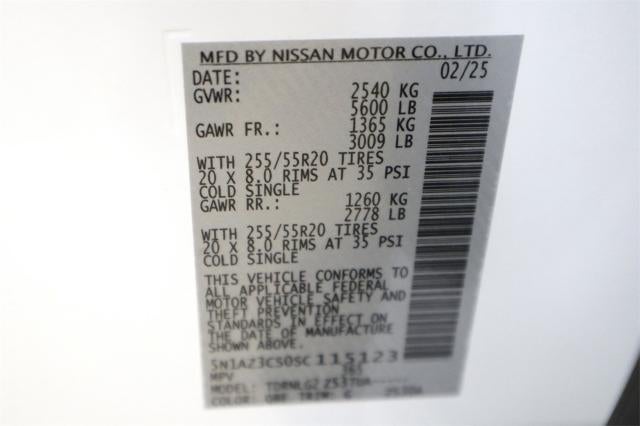 MFD BY NISSAN MOTOR CO., LTD.
DATE: 02/25
GVWR: 2540 KG
5600 LB
GAWR FR.: 1365 KG
3009 LB
WITH 255/55R20 TIRES
20 X 8.0 RIMS AT 35 PSI
COLD SINGLE
GAWR RR.: 1260 KG
2778 LB
WITH 255/55R20 TIRES
20 X 8.0 RIMS AT 35 PSI
COLD SINGLE
THIS VEHICLE CONFORMS TO
ALL APPLICABLE FEDERAL
MOTOR VEHICLE SAFETY AND
THEFT PREVENTION
STANDARDS IN EFFECT ON
THE DATE OF MANUFACTURE
SHOWN ABOVE.
5N1AZ3CS0SC115123
MPV
MODEL:
COLOR: TRIM: G